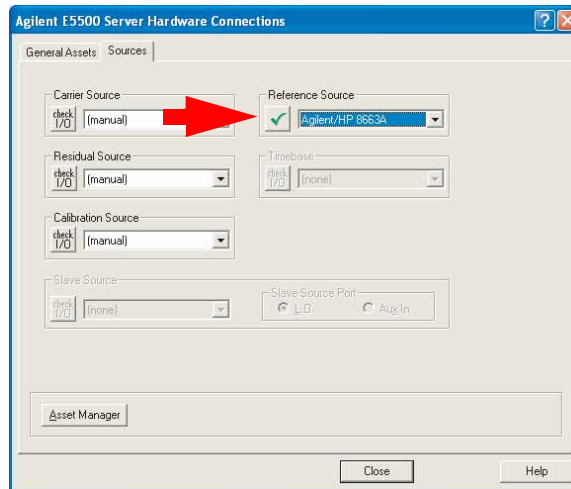 Agilent E5500 Server Hardware Connections
General Assets
Sources
Carrier Source
check I/O
(manual)
Reference Source
Agilent/HP 8663A
Residual Source
check I/O
(manual)
Timebase
check I/O
(none)
Calibration Source
check I/O
(manual)
Slave Source
check I/O
(none)
Slave Source Port
L.O.
Aux In
Asset Manager
Close
Help